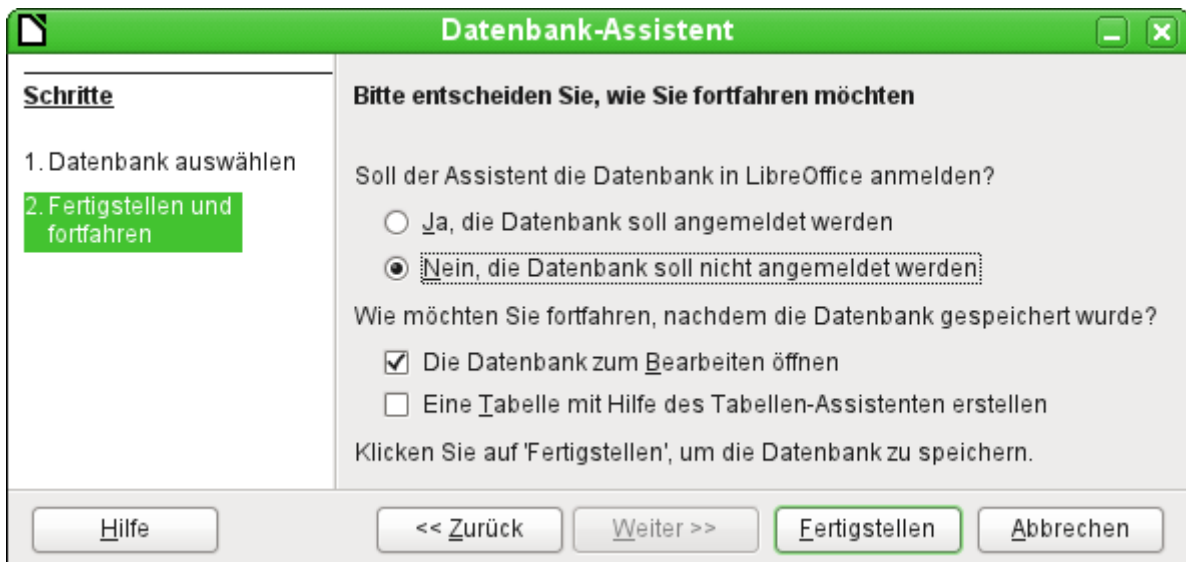 Datenbank-Assistent
Schritte
1. Datenbank auswählen
2. Fertigstellen und
fortfahren
Bitte entscheiden Sie, wie Sie fortfahren möchten
Soll der Assistent die Datenbank in LibreOffice anmelden?
Ja, die Datenbank soll angemeldet werden
Nein, die Datenbank soll nicht angemeldet werden
Wie möchten Sie fortfahren, nachdem die Datenbank gespeichert wurde?
Die Datenbank zum Bearbeiten öffnen
Eine Tabelle mit Hilfe des Tabellen-Assistenten erstellen
Klicken Sie auf 'Fertigstellen', um die Datenbank zu speichern.
Hilfe
<< Zurück
Weiter >>
Fertigstellen
Abbrechen